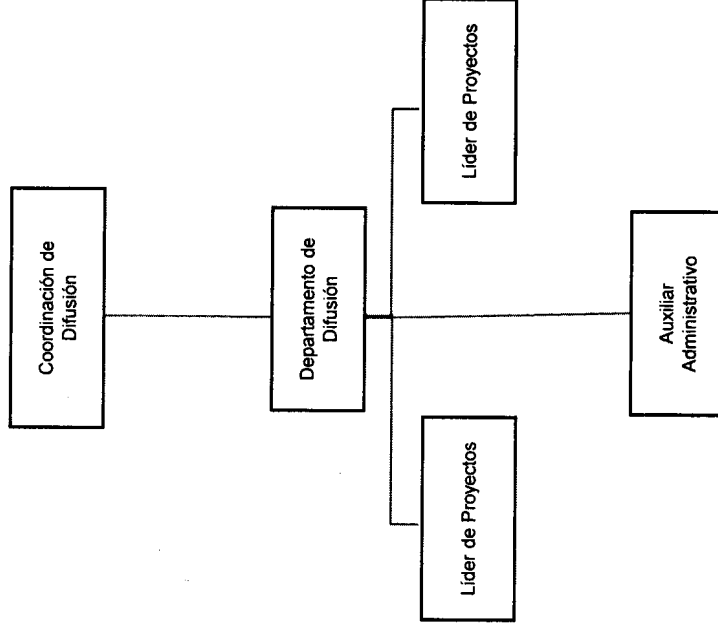 Coordinación de
Difusión
Departamento de
Difusión
Líder de Proyectos
Líder de Proyectos
Auxiliar
Administrativo